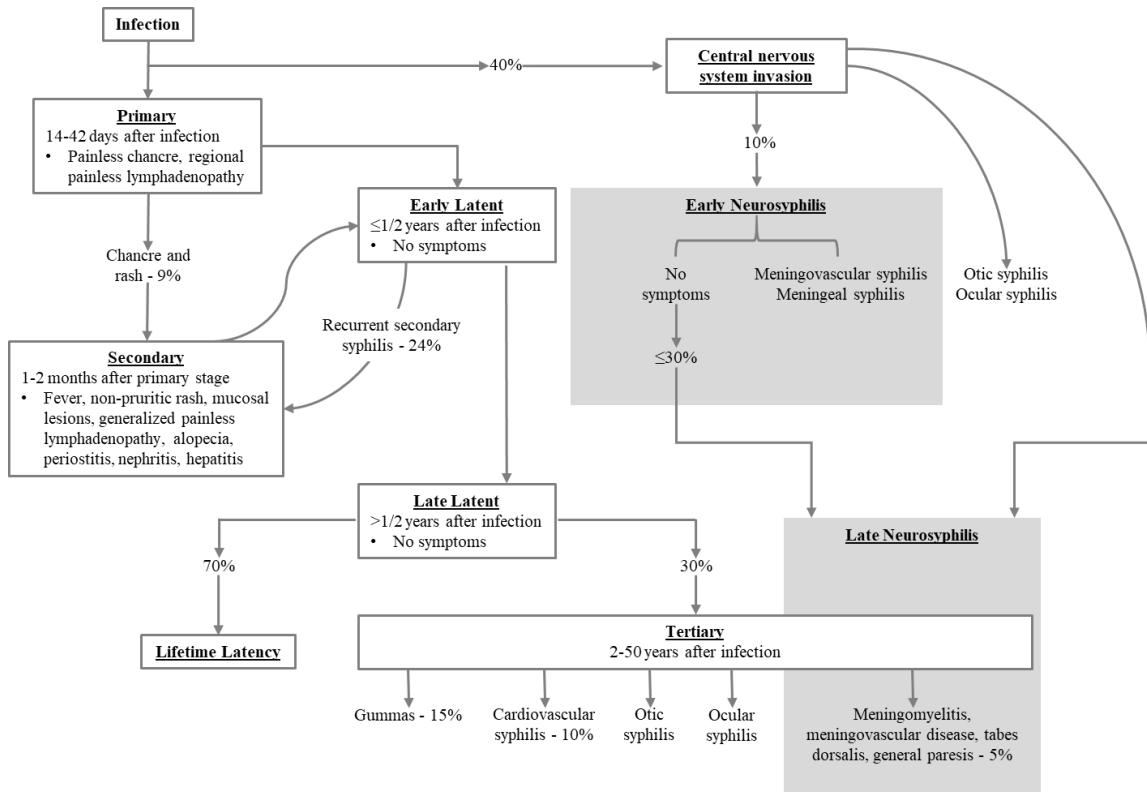 Infection
40%
Central nervous
system invasion
Primary
14-42 days after infection
• Painless chancre, regional
painless lymphadenopathy
10%
Early Latent
≤1/2 years after infection
• No symptoms
Early Neurosyphilis
Chancre and
rash - 9%
No
symptoms
Meningovascular syphilis
Meningeal syphilis
Otic syphilis
Ocular syphilis
Recurrent secondary
syphilis - 24%
≤30%
Secondary
1-2 months after primary stage
• Fever, non-pruritic rash, mucosal
lesions, generalized painless
lymphadenopathy, alopecia,
periostitis, nephritis, hepatitis
Late Latent
>1/2 years after infection
• No symptoms
Late Neurosyphilis
70%
30%
Lifetime Latency
Tertiary
2-50 years after infection
Gummas - 15%
Cardiovascular
syphilis - 10%
Otic
syphilis
Ocular
syphilis
Meningomyelitis,
meningovascular disease, tabes
dorsalis, general paresis - 5%